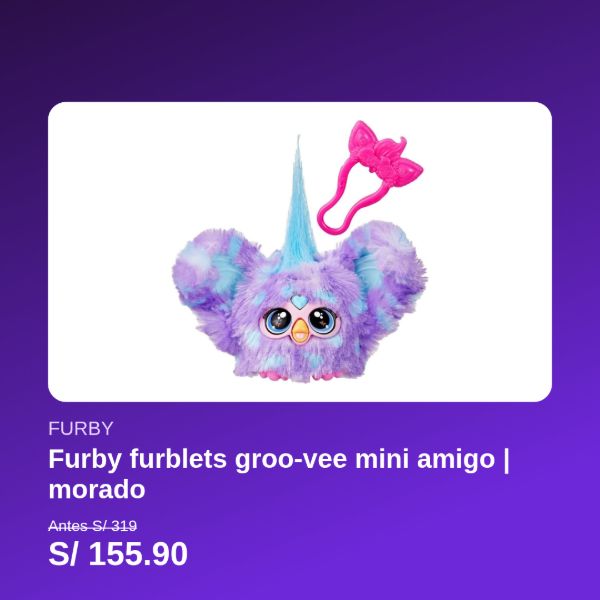 FURBY
Furby furblets groo-vee mini amigo |
morado
Antes S/ 319
S/ 155.90